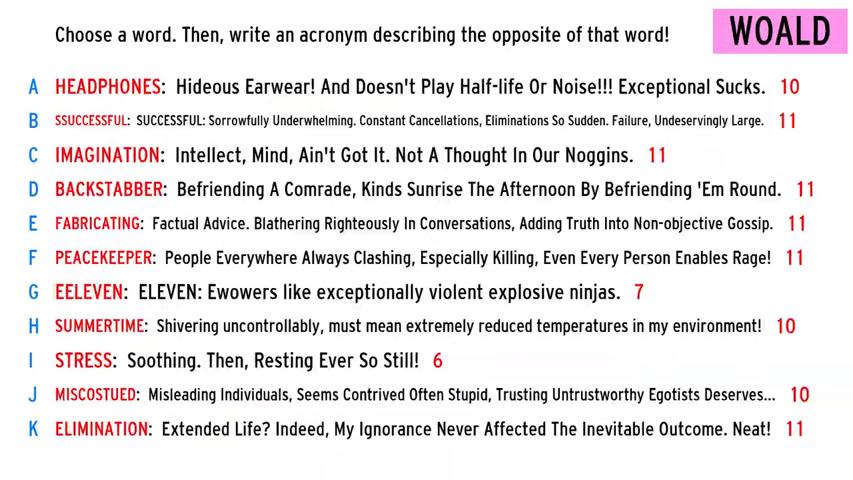 Choose a word. Then, write an acronym describing the opposite of that word!
WOALD
A HEADPHONES: Hideous Earwear! And Doesn't Play Half-life Or Noise!!! Exceptional Sucks. 10
B SSUCCESSFUL: SUCCESSFUL: Sorrowfully Underwhelming. Constant Cancellations, Eliminations So Sudden. Failure, Undeservingly Large. 11
C IMAGINATION: Intellect, Mind, Ain't Got It. Not A Thought In Our Noggins. 11
D BACKSTABBER: Befriending A Comrade, Kinds Sunrise The Afternoon By Befriending 'Em Round. 11
E FABRICATING: Factual Advice. Blathering Righteously In Conversations, Adding Truth Into Non-objective Gossip. 11
F PEACEKEEPER: People Everywhere Always Clashing, Especially Killing, Even Every Person Enables Rage! 11
G EELEVEN: ELEVEN: Ewowers like exceptionally violent explosive ninjas. 7
H SUMMERTIME: Shivering uncontrollably, must mean extremely reduced temperatures in my environment! 10
I STRESS: Soothing. Then, Resting Ever So Still! 6
J MISCOSTUED: Misleading Individuals, Seems Contrived Often Stupid, Trusting Untrustworthy Egotists Deserves... 10
K ELIMINATION: Extended Life? Indeed, My Ignorance Never Affected The Inevitable Outcome. Neat! 11